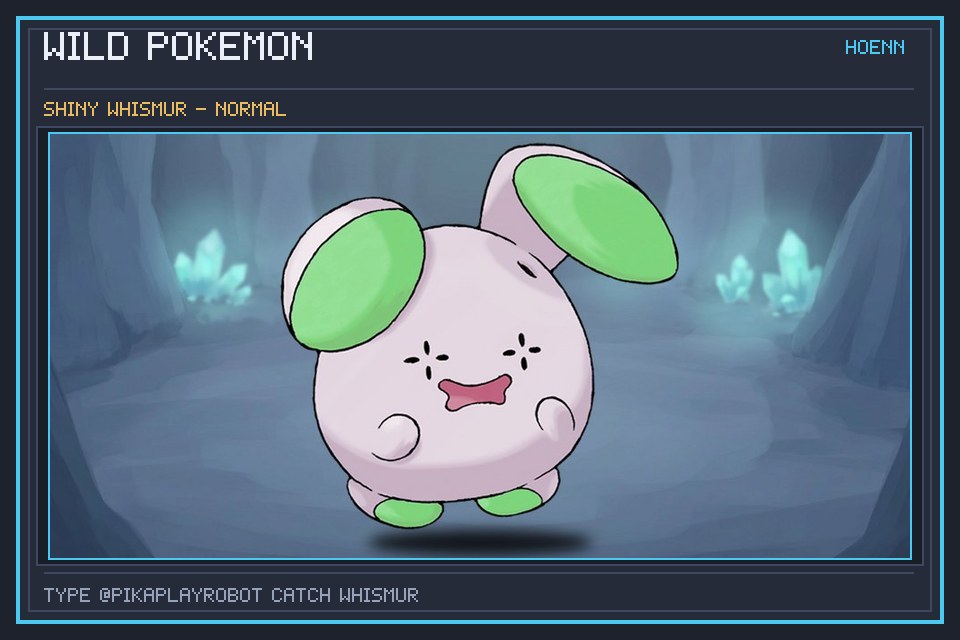 WILD POKEMON
HOENN
SHINY WHISMUR - NORMAL
TYPE @PIKAPLAYROBOT CATCH WHISMUR